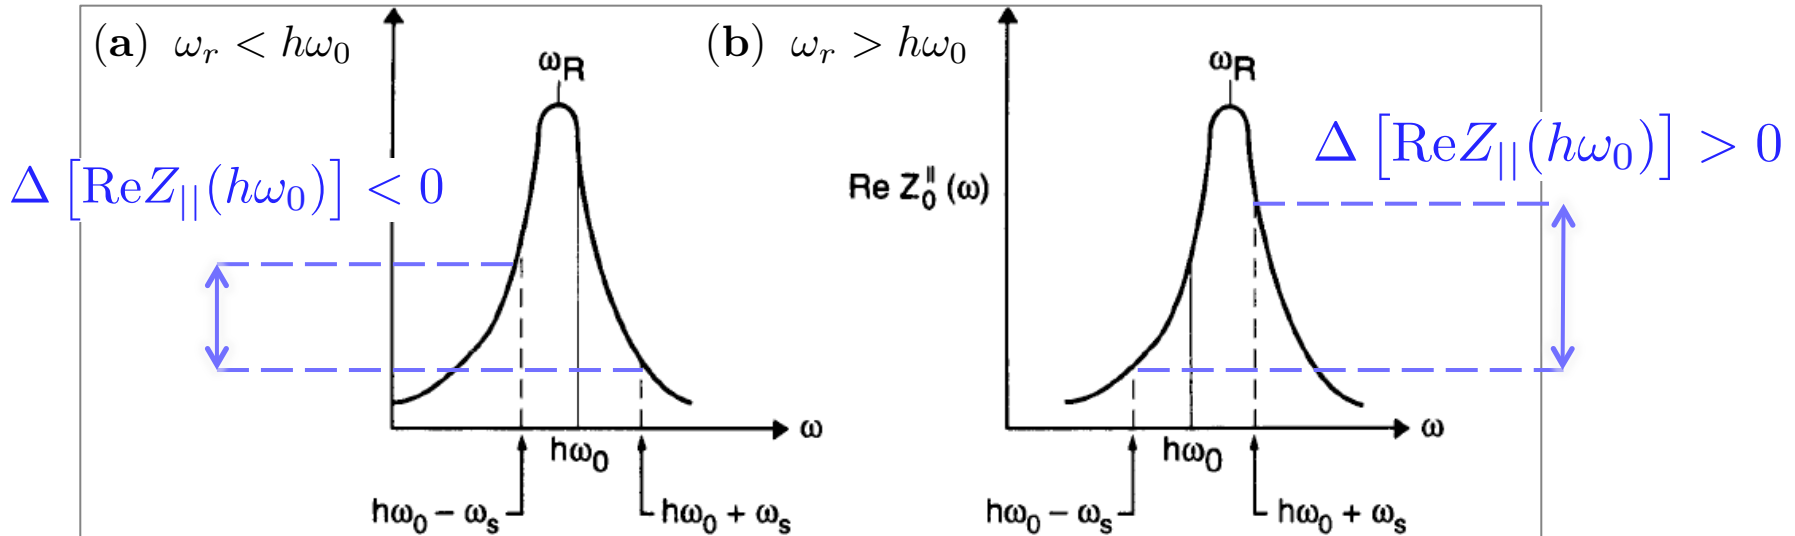 (a) ωr < hω0
ωR
Δ [ReZ||(hω0)] < 0
ω
hω0
hω0 − ωs
hω0 + ωs
(b) ωr > hω0
ωR
Δ [ReZ||(hω0)] > 0
Re Z0∥ (ω)
ω
hω0
hω0 − ωs
hω0 + ωs